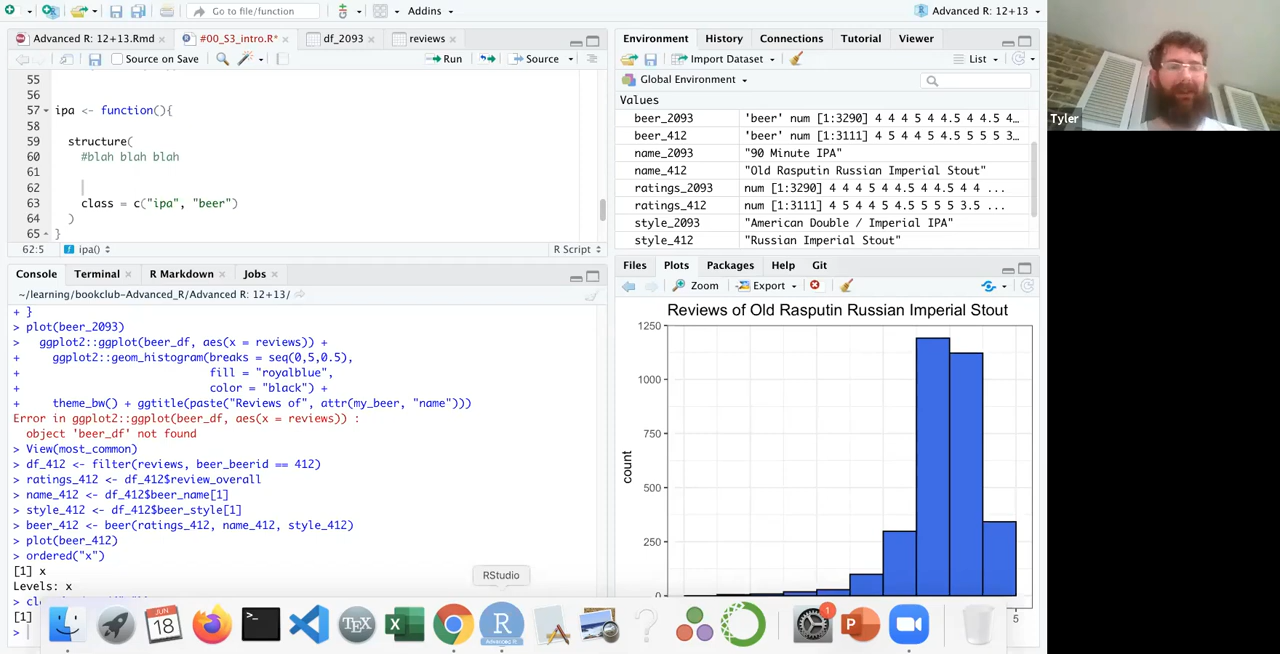 Go to file/function
Addins
Advanced R: 12+13
Advanced R: 12+13.Rmd
#00_S3_intro.R*
df_2093
reviews
Source on Save
Run
Source
55
56
57 ipa <- function(){
58
59 structure(
60 #blah blah blah
61
62
63 class = c("ipa", "beer")
64 )
65 }
62:5
ipa()
R Script
Console
Terminal
R Markdown
Jobs
~/learning/bookclub-Advanced_R/Advanced R: 12+13/
+ }
> plot(beer_2093)
> ggplot2::ggplot(beer_df, aes(x = reviews)) +
+ ggplot2::geom_histogram(breaks = seq(0,5,0.5),
+ fill = "royalblue",
+ color = "black") +
+ theme_bw() + ggtitle(paste("Reviews of", attr(my_beer, "name")))
Error in ggplot2::ggplot(beer_df, aes(x = reviews)) :
object 'beer_df' not found
> View(most_common)
> df_412 <- filter(reviews, beer_beerid == 412)
> ratings_412 <- df_412$review_overall
> name_412 <- df_412$beer_name[1]
> style_412 <- df_412$beer_style[1]
> beer_412 <- beer(ratings_412, name_412, style_412)
> plot(beer_412)
> ordered("x")
[1] x
Levels: x
[1]
>
RStudio
Environment
History
Connections
Tutorial
Viewer
Import Dataset
List
Global Environment
Values
beer_2093 'beer' num [1:3290] 4 4 4 5 4 4.5 4 4.5 4…
beer_412 'beer' num [1:3111] 4 5 4 4 5 4.5 5 5 5 3…
name_2093 "90 Minute IPA"
name_412 "Old Rasputin Russian Imperial Stout"
ratings_2093 num [1:3290] 4 4 4 5 4 4.5 4 4.5 4 4 ...
ratings_412 num [1:3111] 4 5 4 4 5 4.5 5 5 5 3.5 ...
style_2093 "American Double / Imperial IPA"
style_412 "Russian Imperial Stout"
Files
Plots
Packages
Help
Git
Zoom
Export
Reviews of Old Rasputin Russian Imperial Stout
1250
1000
750
500
250
0
count
5
Tyler
JUN
18
TEX
X
R
Advanced R
1
P